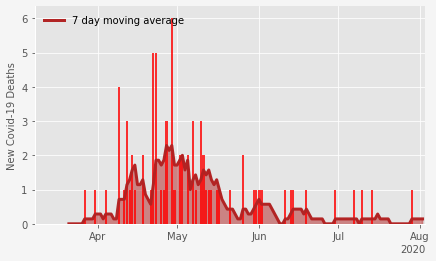 7 day moving average
New Covid-19 Deaths
6
5
4
3
2
1
0
Apr
May
Jun
Jul
Aug
2020